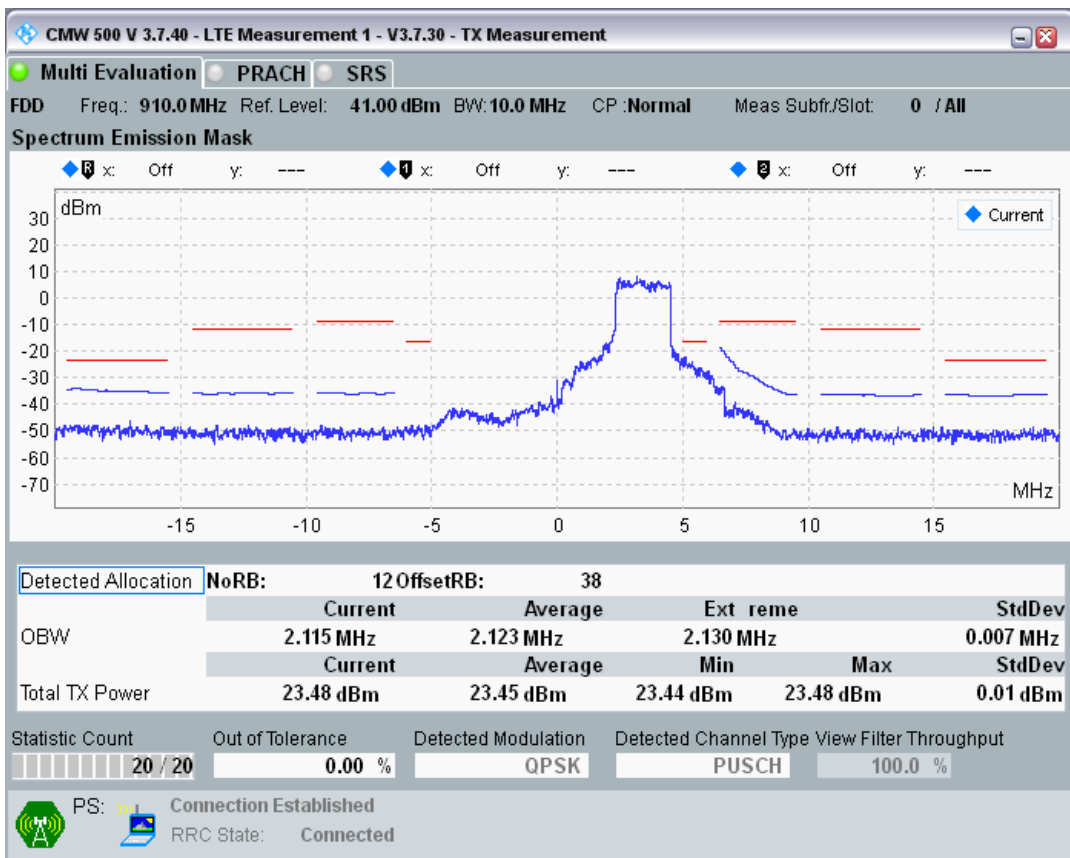 CMW 500 V 3.7.40 - LTE Measurement 1 - V3.7.30 - TX Measurement
Multi Evaluation PRACH SRS
FDD Freq.: 910.0 MHz Ref. Level: 41.00 dBm BW: 10.0 MHz CP : Normal Meas Subfr./Slot: 0 / All
Spectrum Emission Mask
R x: Off y: --- 1 x: Off y: --- 2 x: Off y: ---
dBm
Current
30
20
10
0
-10
-20
-30
-40
-50
-60
-70
MHz
-15 -10 -5 0 5 10 15
Detected Allocation NoRB: 12 OffsetRB: 38
Current Average Ext reme StdDev
OBW 2.115 MHz 2.123 MHz 2.130 MHz 0.007 MHz
Current Average Min Max StdDev
Total TX Power 23.48 dBm 23.45 dBm 23.44 dBm 23.48 dBm 0.01 dBm
Statistic Count Out of Tolerance Detected Modulation Detected Channel Type View Filter Throughput
20 / 20 0.00 % QPSK PUSCH 100.0 %
PS: Connection Established
RRC State: Connected